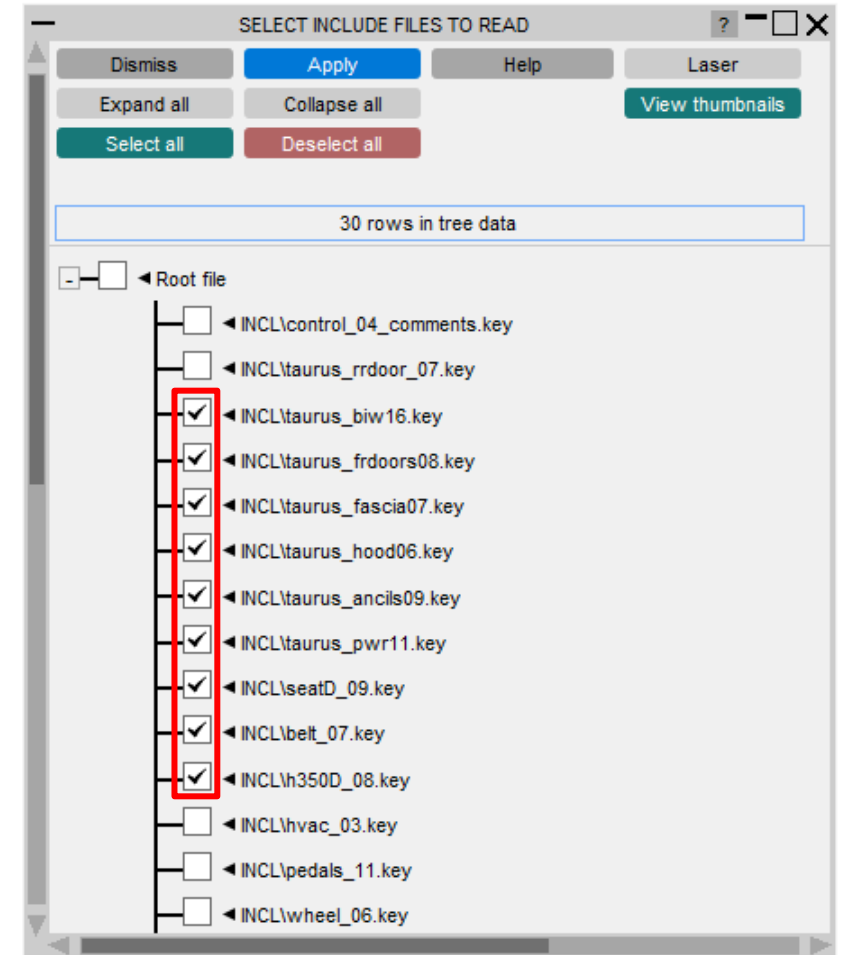 SELECT INCLUDE FILES TO READ ?
Dismiss Apply Help Laser
Expand all Collapse all View thumbnails
Select all Deselect all
30 rows in tree data
- Root file
INCL\control_04_comments.key
INCL\taurus_rrdoor_07.key
INCL\taurus_biw16.key
INCL\taurus_frdoors08.key
INCL\taurus_fascia07.key
INCL\taurus_hood06.key
INCL\taurus_ancils09.key
INCL\taurus_pwr11.key
INCL\seatD_09.key
INCL\belt_07.key
INCL\h350D_08.key
INCL\hvac_03.key
INCL\pedals_11.key
INCL\wheel_06.key